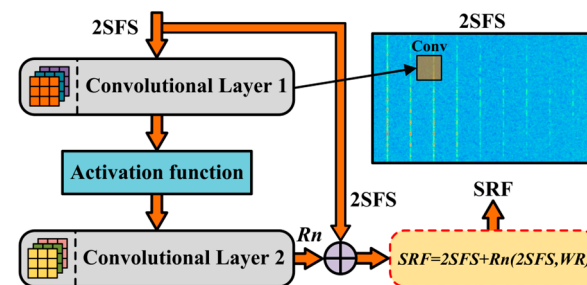 2SFS
2SFS
Conv
Convolutional Layer 1
Activation function
2SFS
SRF
Rn
Convolutional Layer 2
SRF=2SFS+Rn(2SFS,WR)